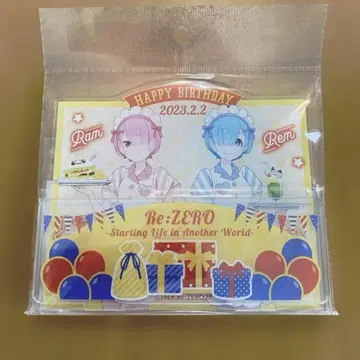 HAPPY BIRTHDAY
2023.2.2
Ram
Rem
Re:ZERO
-Starting Life in Another World-